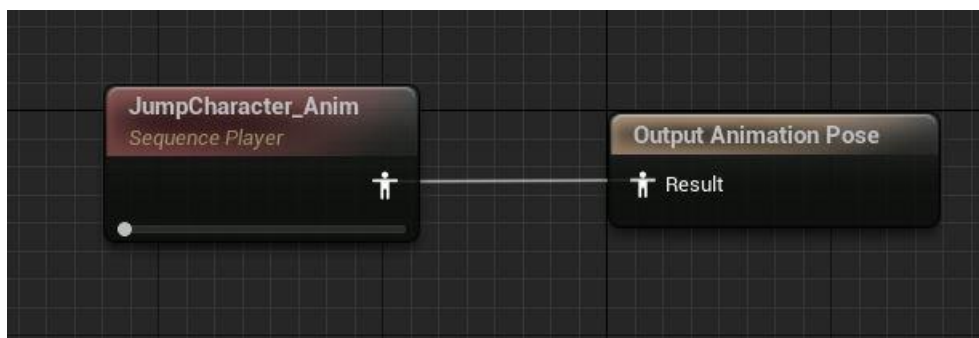 JumpCharacter_Anim
Sequence Player
Output Animation Pose
Result